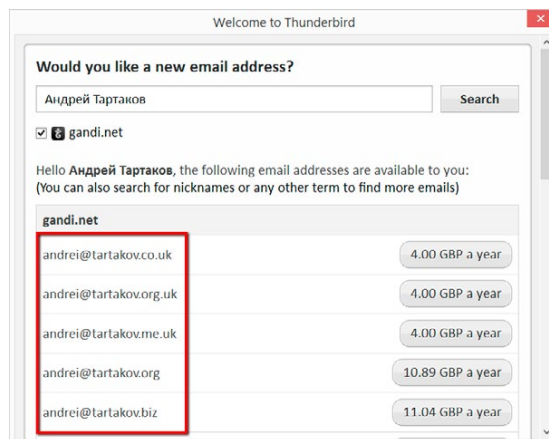 Welcome to Thunderbird
Would you like a new email address?
Андрей Тартаков
Search
gandi.net
Hello Андрей Тартаков, the following email addresses are available to you:
(You can also search for nicknames or any other term to find more emails)
gandi.net
andrei@tartakov.co.uk 4.00 GBP a year
andrei@tartakov.org.uk 4.00 GBP a year
andrei@tartakov.me.uk 4.00 GBP a year
andrei@tartakov.org 10.89 GBP a year
andrei@tartakov.biz 11.04 GBP a year